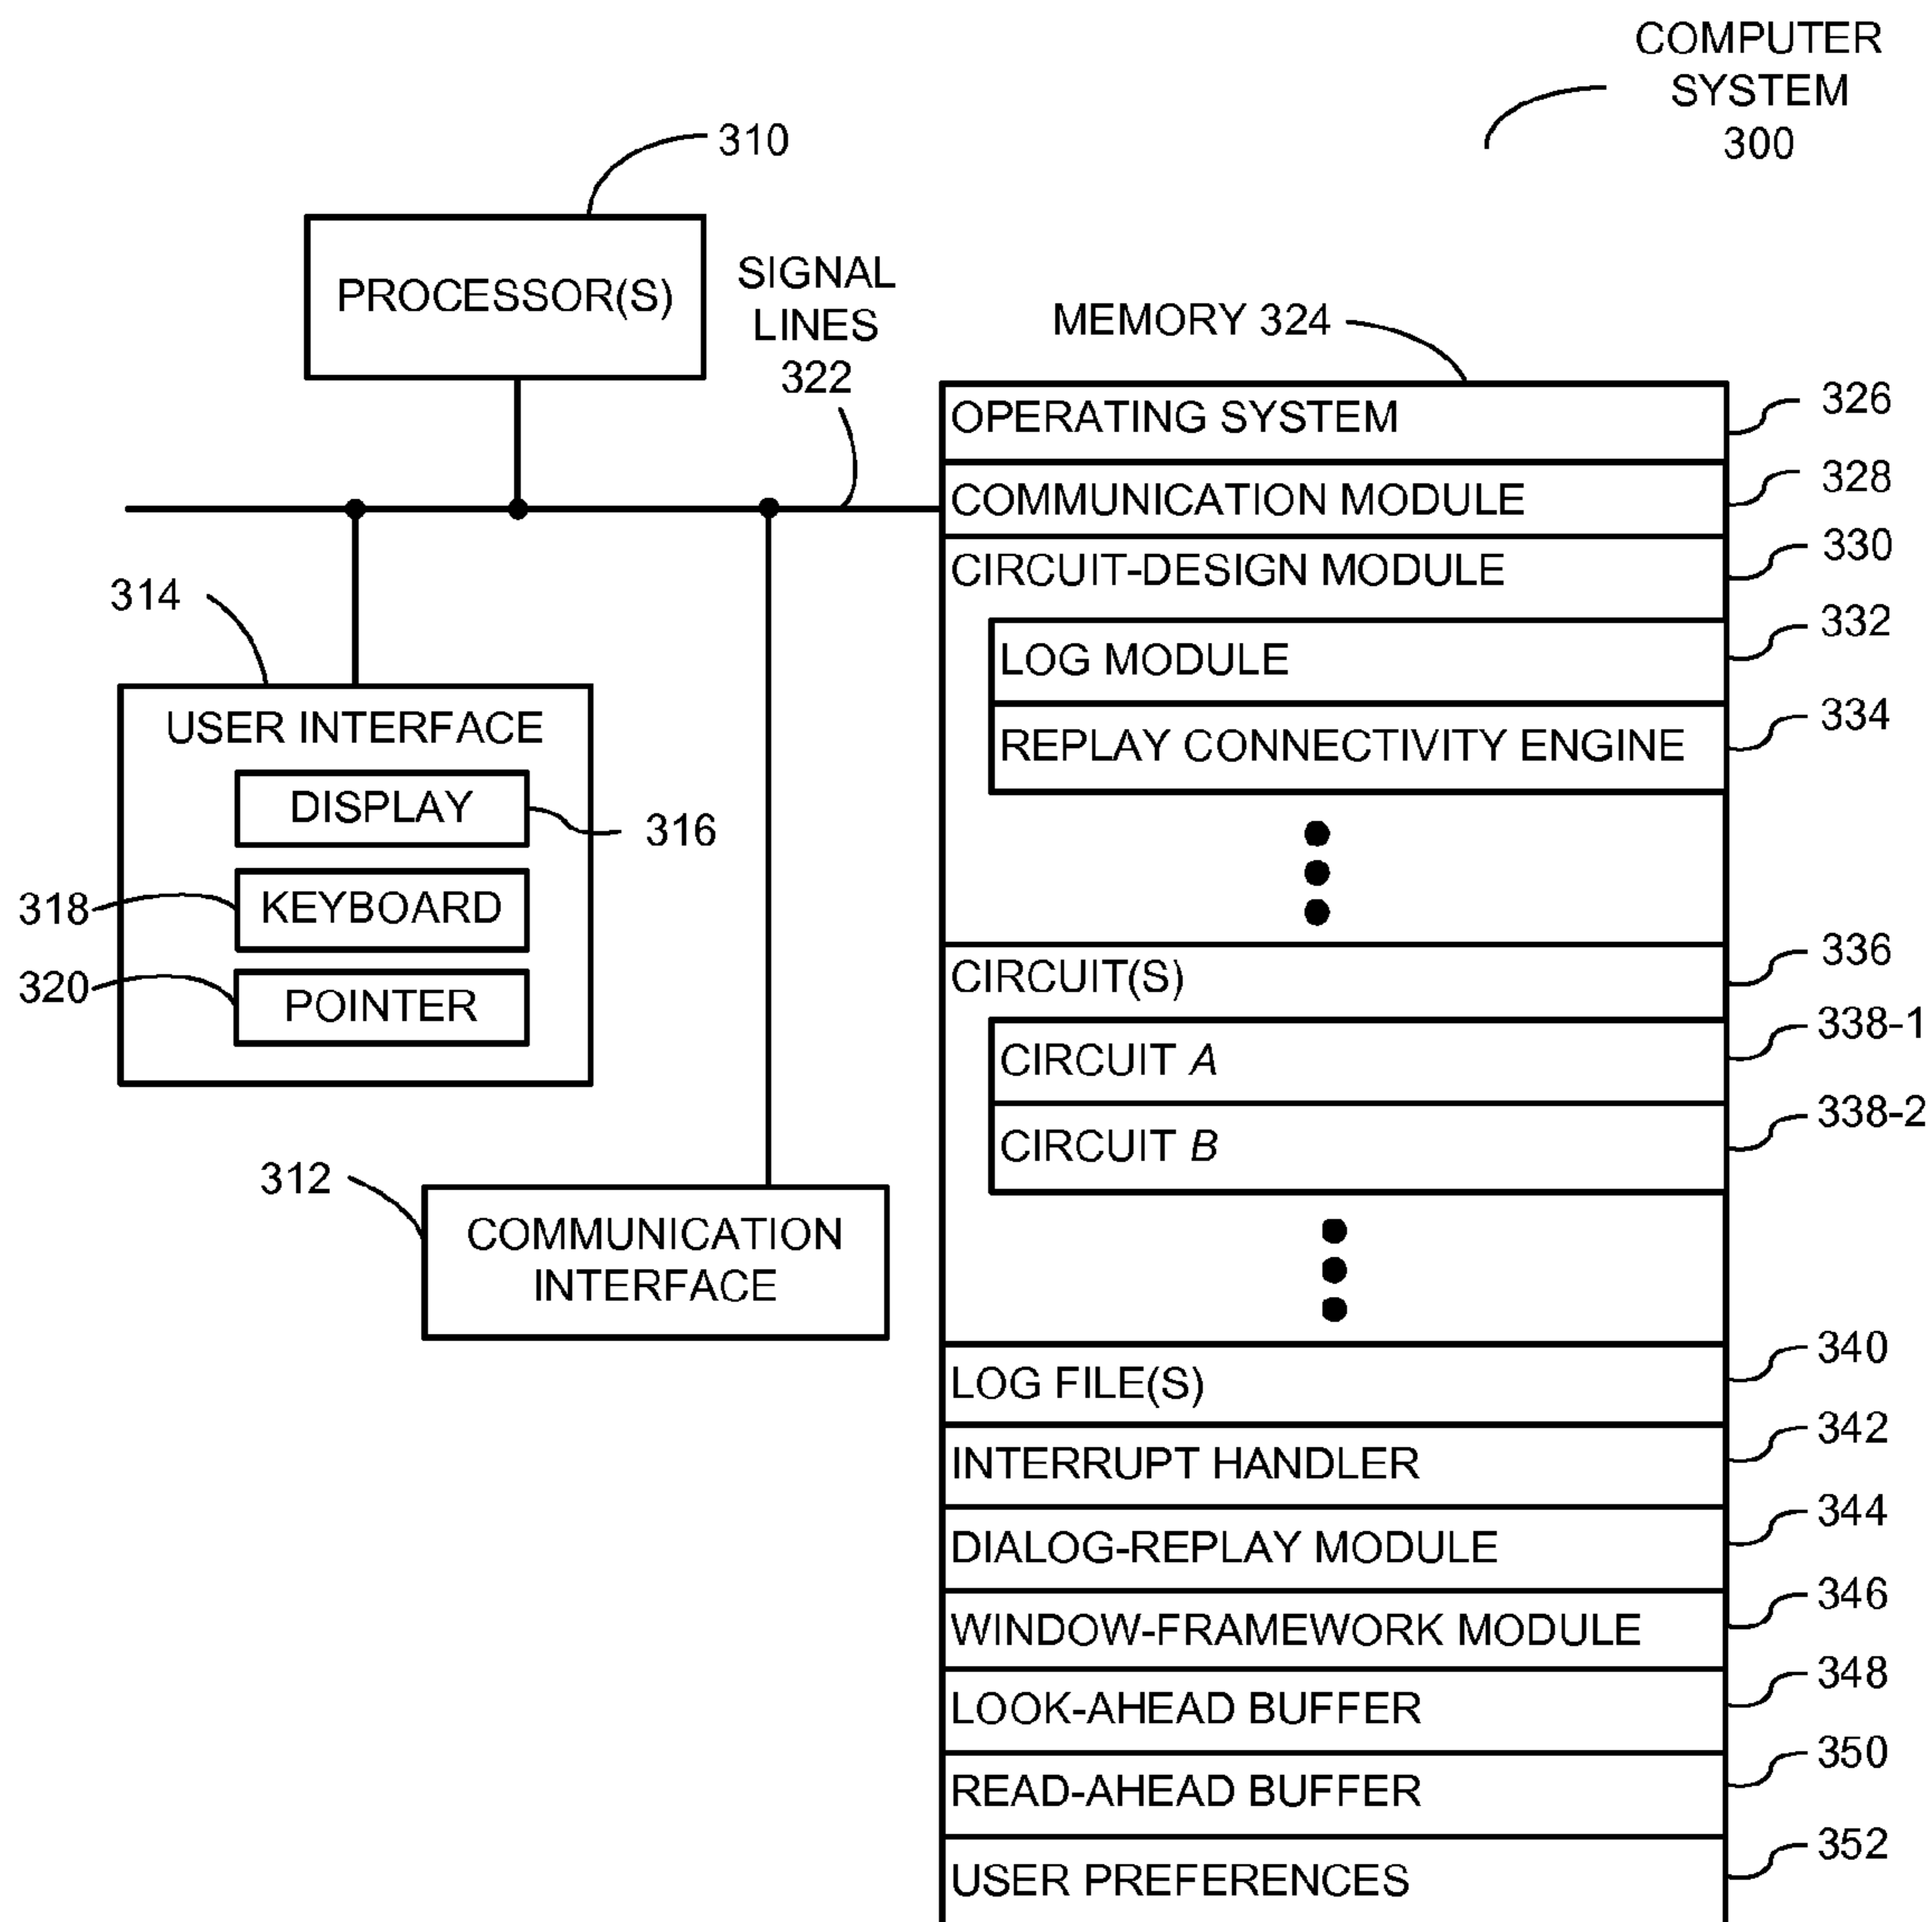 COMPUTER
SYSTEM
300
310
PROCESSOR(S)
SIGNAL
LINES
322
MEMORY 324
OPERATING SYSTEM
326
COMMUNICATION MODULE
328
CIRCUIT-DESIGN MODULE
330
LOG MODULE
332
REPLAY CONNECTIVITY ENGINE
334
314
USER INTERFACE
DISPLAY
316
318
KEYBOARD
320
POINTER
312
COMMUNICATION
INTERFACE
CIRCUIT(S)
336
CIRCUIT A
338-1
CIRCUIT B
338-2
LOG FILE(S)
340
INTERRUPT HANDLER
342
DIALOG-REPLAY MODULE
344
WINDOW-FRAMEWORK MODULE
346
LOOK-AHEAD BUFFER
348
READ-AHEAD BUFFER
350
USER PREFERENCES
352